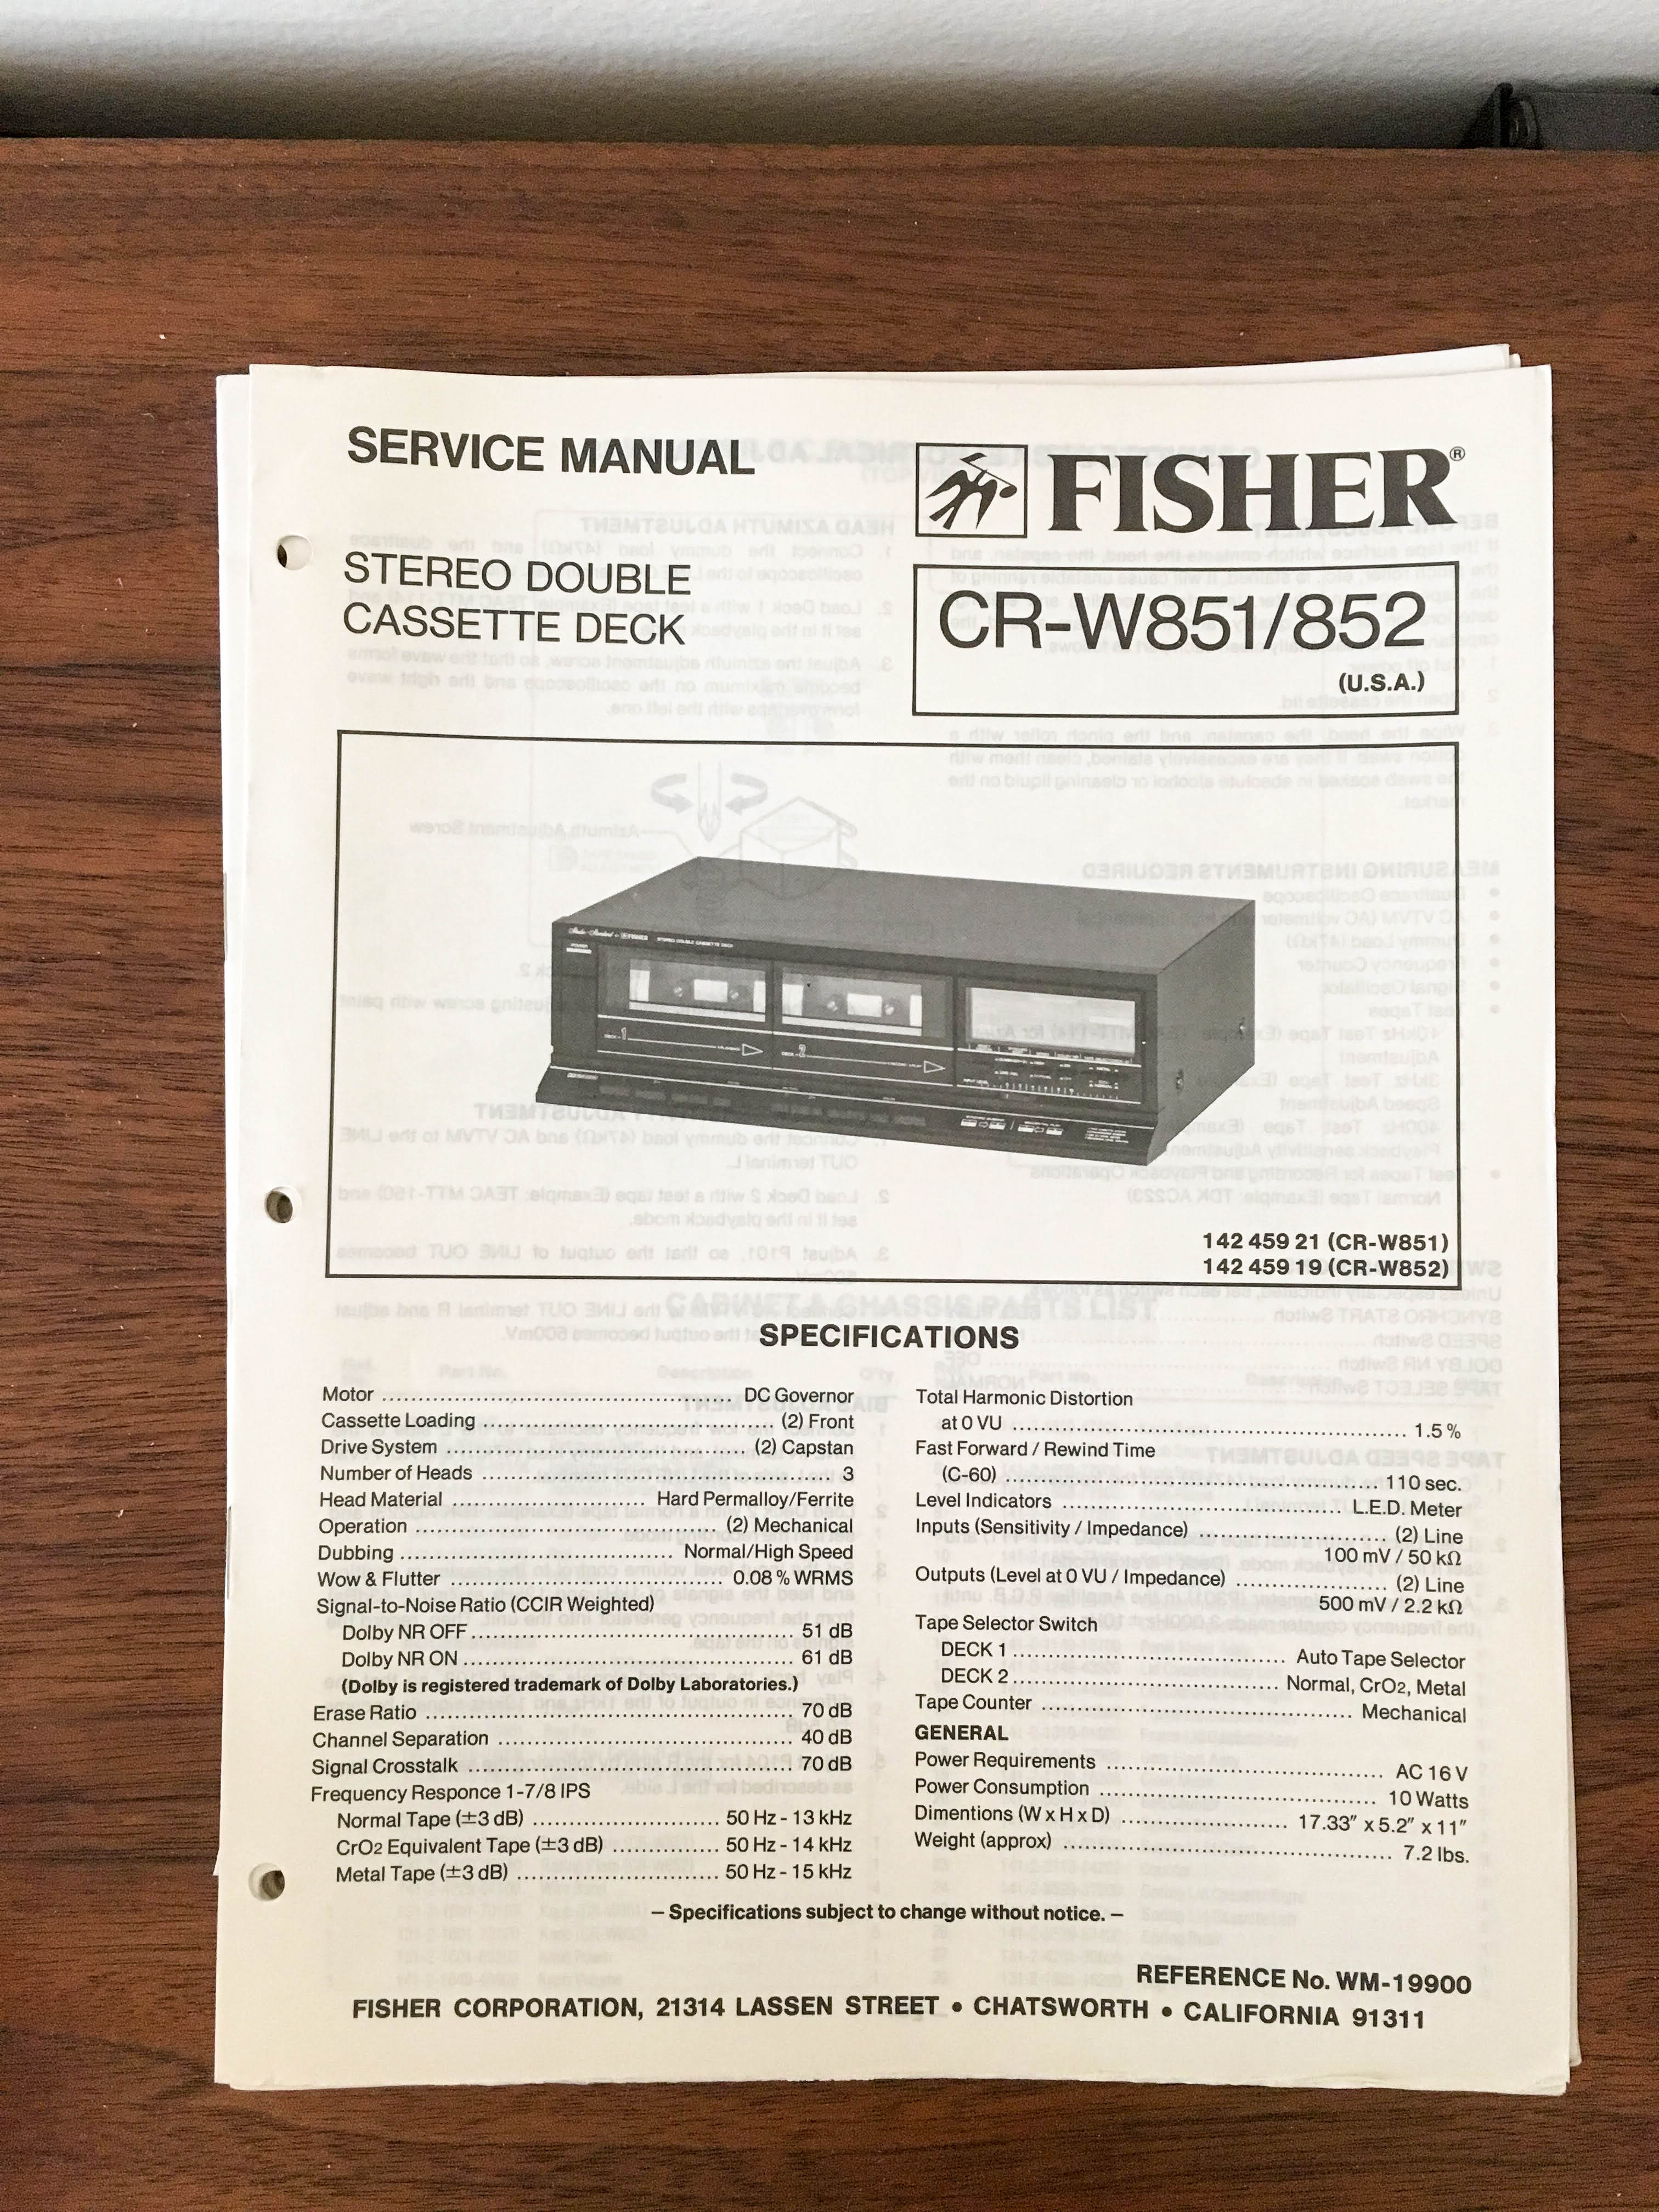 SERVICE MANUAL
FISHER®
STEREO DOUBLE
CASSETTE DECK
CR-W851/852
(U.S.A.)
FISHER STEREO DOUBLE CASSETTE DECK
DECK-1
DECK-2
142 459 21 (CR-W851)
142 459 19 (CR-W852)
SPECIFICATIONS
Motor ........ DC Governor
Cassette Loading ........ (2) Front
Drive System ........ (2) Capstan
Number of Heads ........ 3
Head Material ........ Hard Permalloy/Ferrite
Operation ........ (2) Mechanical
Dubbing ........ Normal/High Speed
Wow & Flutter ........ 0.08 % WRMS
Signal-to-Noise Ratio (CCIR Weighted)
Dolby NR OFF ........ 51 dB
Dolby NR ON ........ 61 dB
(Dolby is registered trademark of Dolby Laboratories.)
Erase Ratio ........ 70 dB
Channel Separation ........ 40 dB
Signal Crosstalk ........ 70 dB
Frequency Responce 1-7/8 IPS
Normal Tape (±3 dB) ........ 50 Hz - 13 kHz
CrO2 Equivalent Tape (±3 dB) ........ 50 Hz - 14 kHz
Metal Tape (±3 dB) ........ 50 Hz - 15 kHz
Total Harmonic Distortion
at 0 VU ........ 1.5 %
Fast Forward / Rewind Time
(C-60) ........ 110 sec.
Level Indicators ........ L.E.D. Meter
Inputs (Sensitivity / Impedance) ........ (2) Line
100 mV / 50 kΩ
Outputs (Level at 0 VU / Impedance) ........ (2) Line
500 mV / 2.2 kΩ
Tape Selector Switch
DECK 1 ........ Auto Tape Selector
DECK 2 ........ Normal, CrO2, Metal
Tape Counter ........ Mechanical
GENERAL
Power Requirements ........ AC 16 V
Power Consumption ........ 10 Watts
Dimentions (W x H x D) ........ 17.33" x 5.2" x 11"
Weight (approx) ........ 7.2 lbs.
– Specifications subject to change without notice. –
REFERENCE No. WM-19900
FISHER CORPORATION, 21314 LASSEN STREET • CHATSWORTH • CALIFORNIA 91311